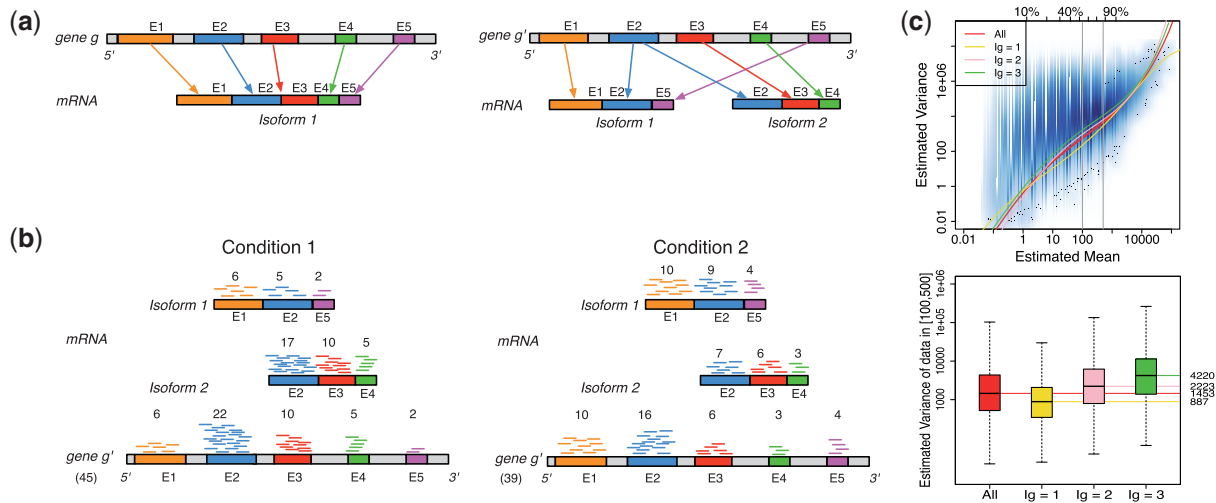 (a)
E1 E2 E3 E4 E5
gene g
5' 3'
mRNA
E1 E2 E3 E4 E5
Isoform 1
E1 E2 E3 E4 E5
gene g'
5' 3'
mRNA
E1 E2 E5
Isoform 1
E2 E3 E4
Isoform 2
(b)
Condition 1
6 5 2
Isoform 1
E1 E2 E5
mRNA
17 10 5
Isoform 2
E2 E3 E4
6 22 10 5 2
gene g'
(45) 5' E1 E2 E3 E4 E5 3'
Condition 2
10 9 4
Isoform 1
E1 E2 E5
mRNA
7 6 3
Isoform 2
E2 E3 E4
10 16 6 3 4
gene g'
(39) 5' E1 E2 E3 E4 E5 3'
(c)
10% 40% 90%
All
Ig = 1
Ig = 2
Ig = 3
Estimated Variance
1e+06
10000
100
1
0.01
0.01 1 10 100 1000 10000
Estimated Mean
Estimated Variance of data in [100,500]
1e+06
1e+05
10000
1000
4220
2223
1453
887
All Ig = 1 Ig = 2 Ig = 3